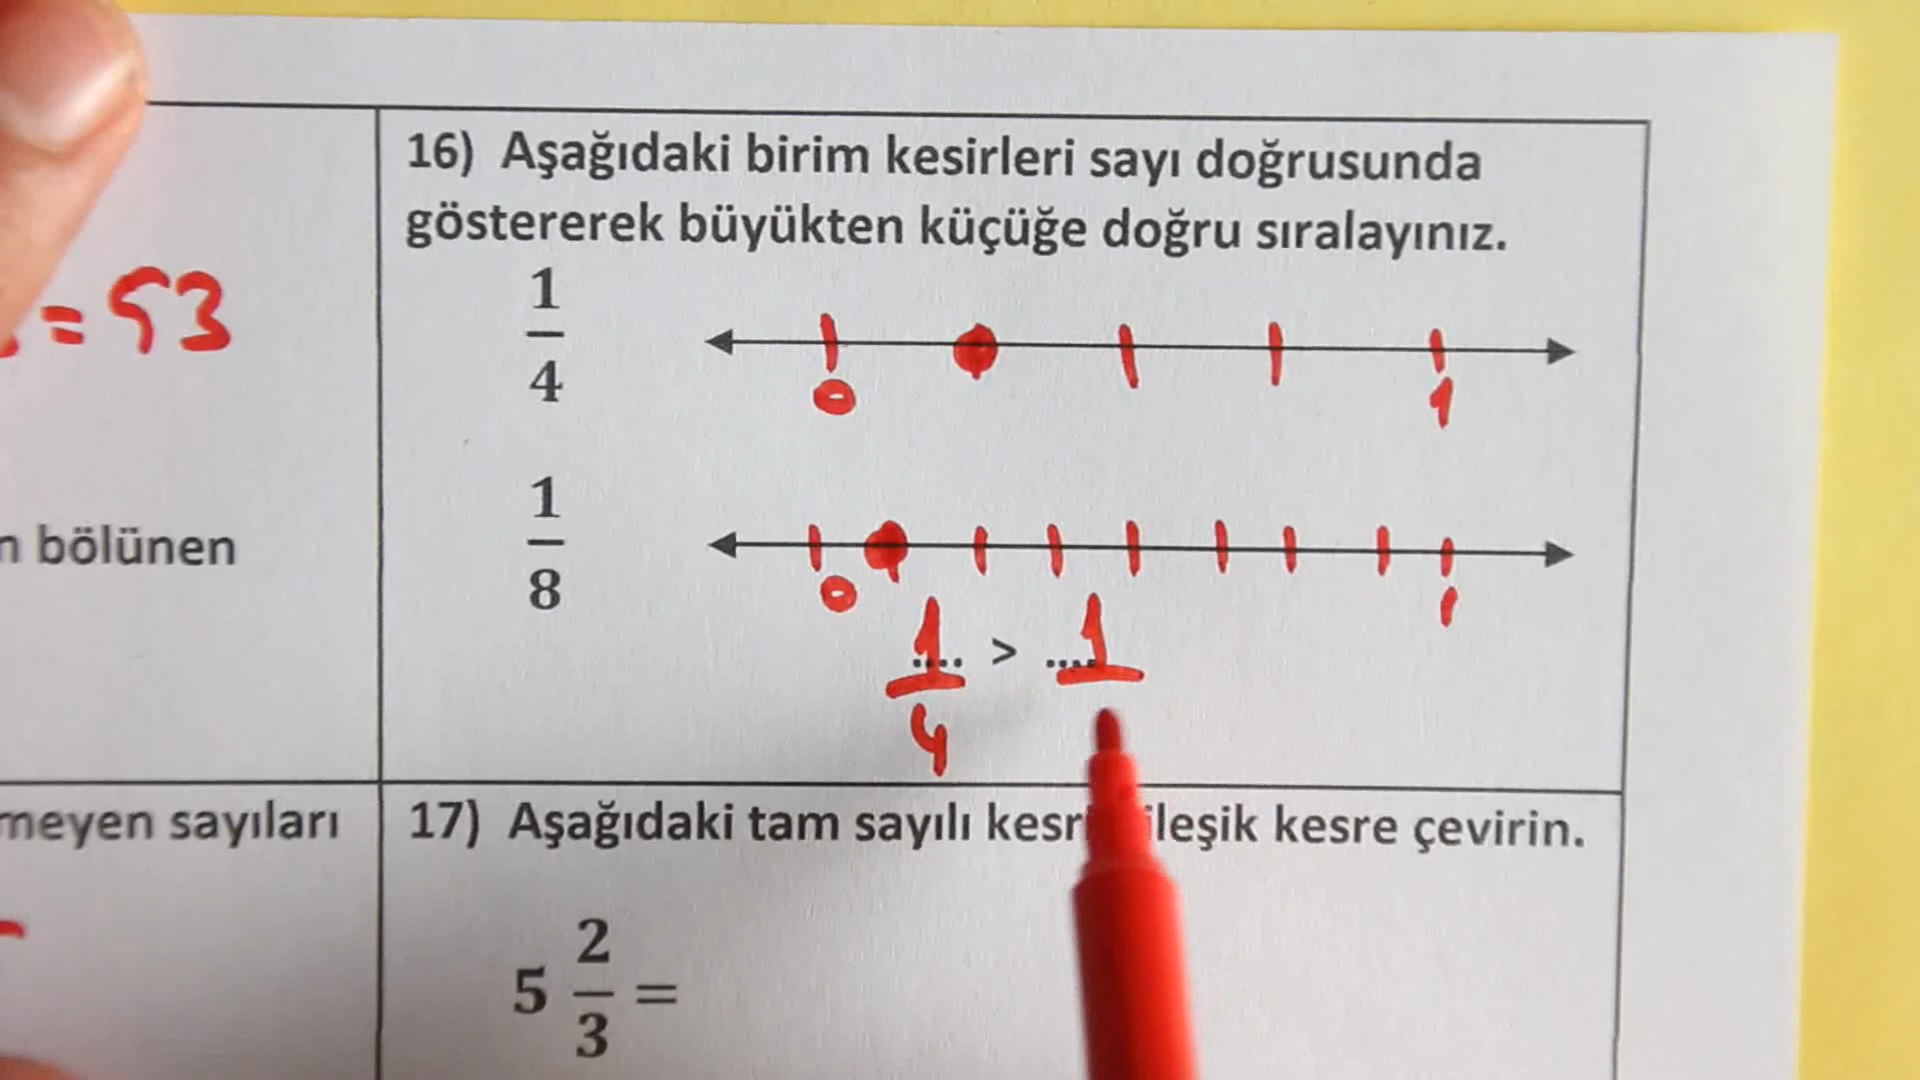 16) Aşağıdaki birim kesirleri sayı doğrusunda
göstererek büyükten küçüğe doğru sıralayınız.
= 53
1
4
0 1
n bölünen
1
8
0 1
1 .... > .... 1
4
meyen sayıları
17) Aşağıdaki tam sayılı kesr ileşik kesre çevirin.
5 2
3 =